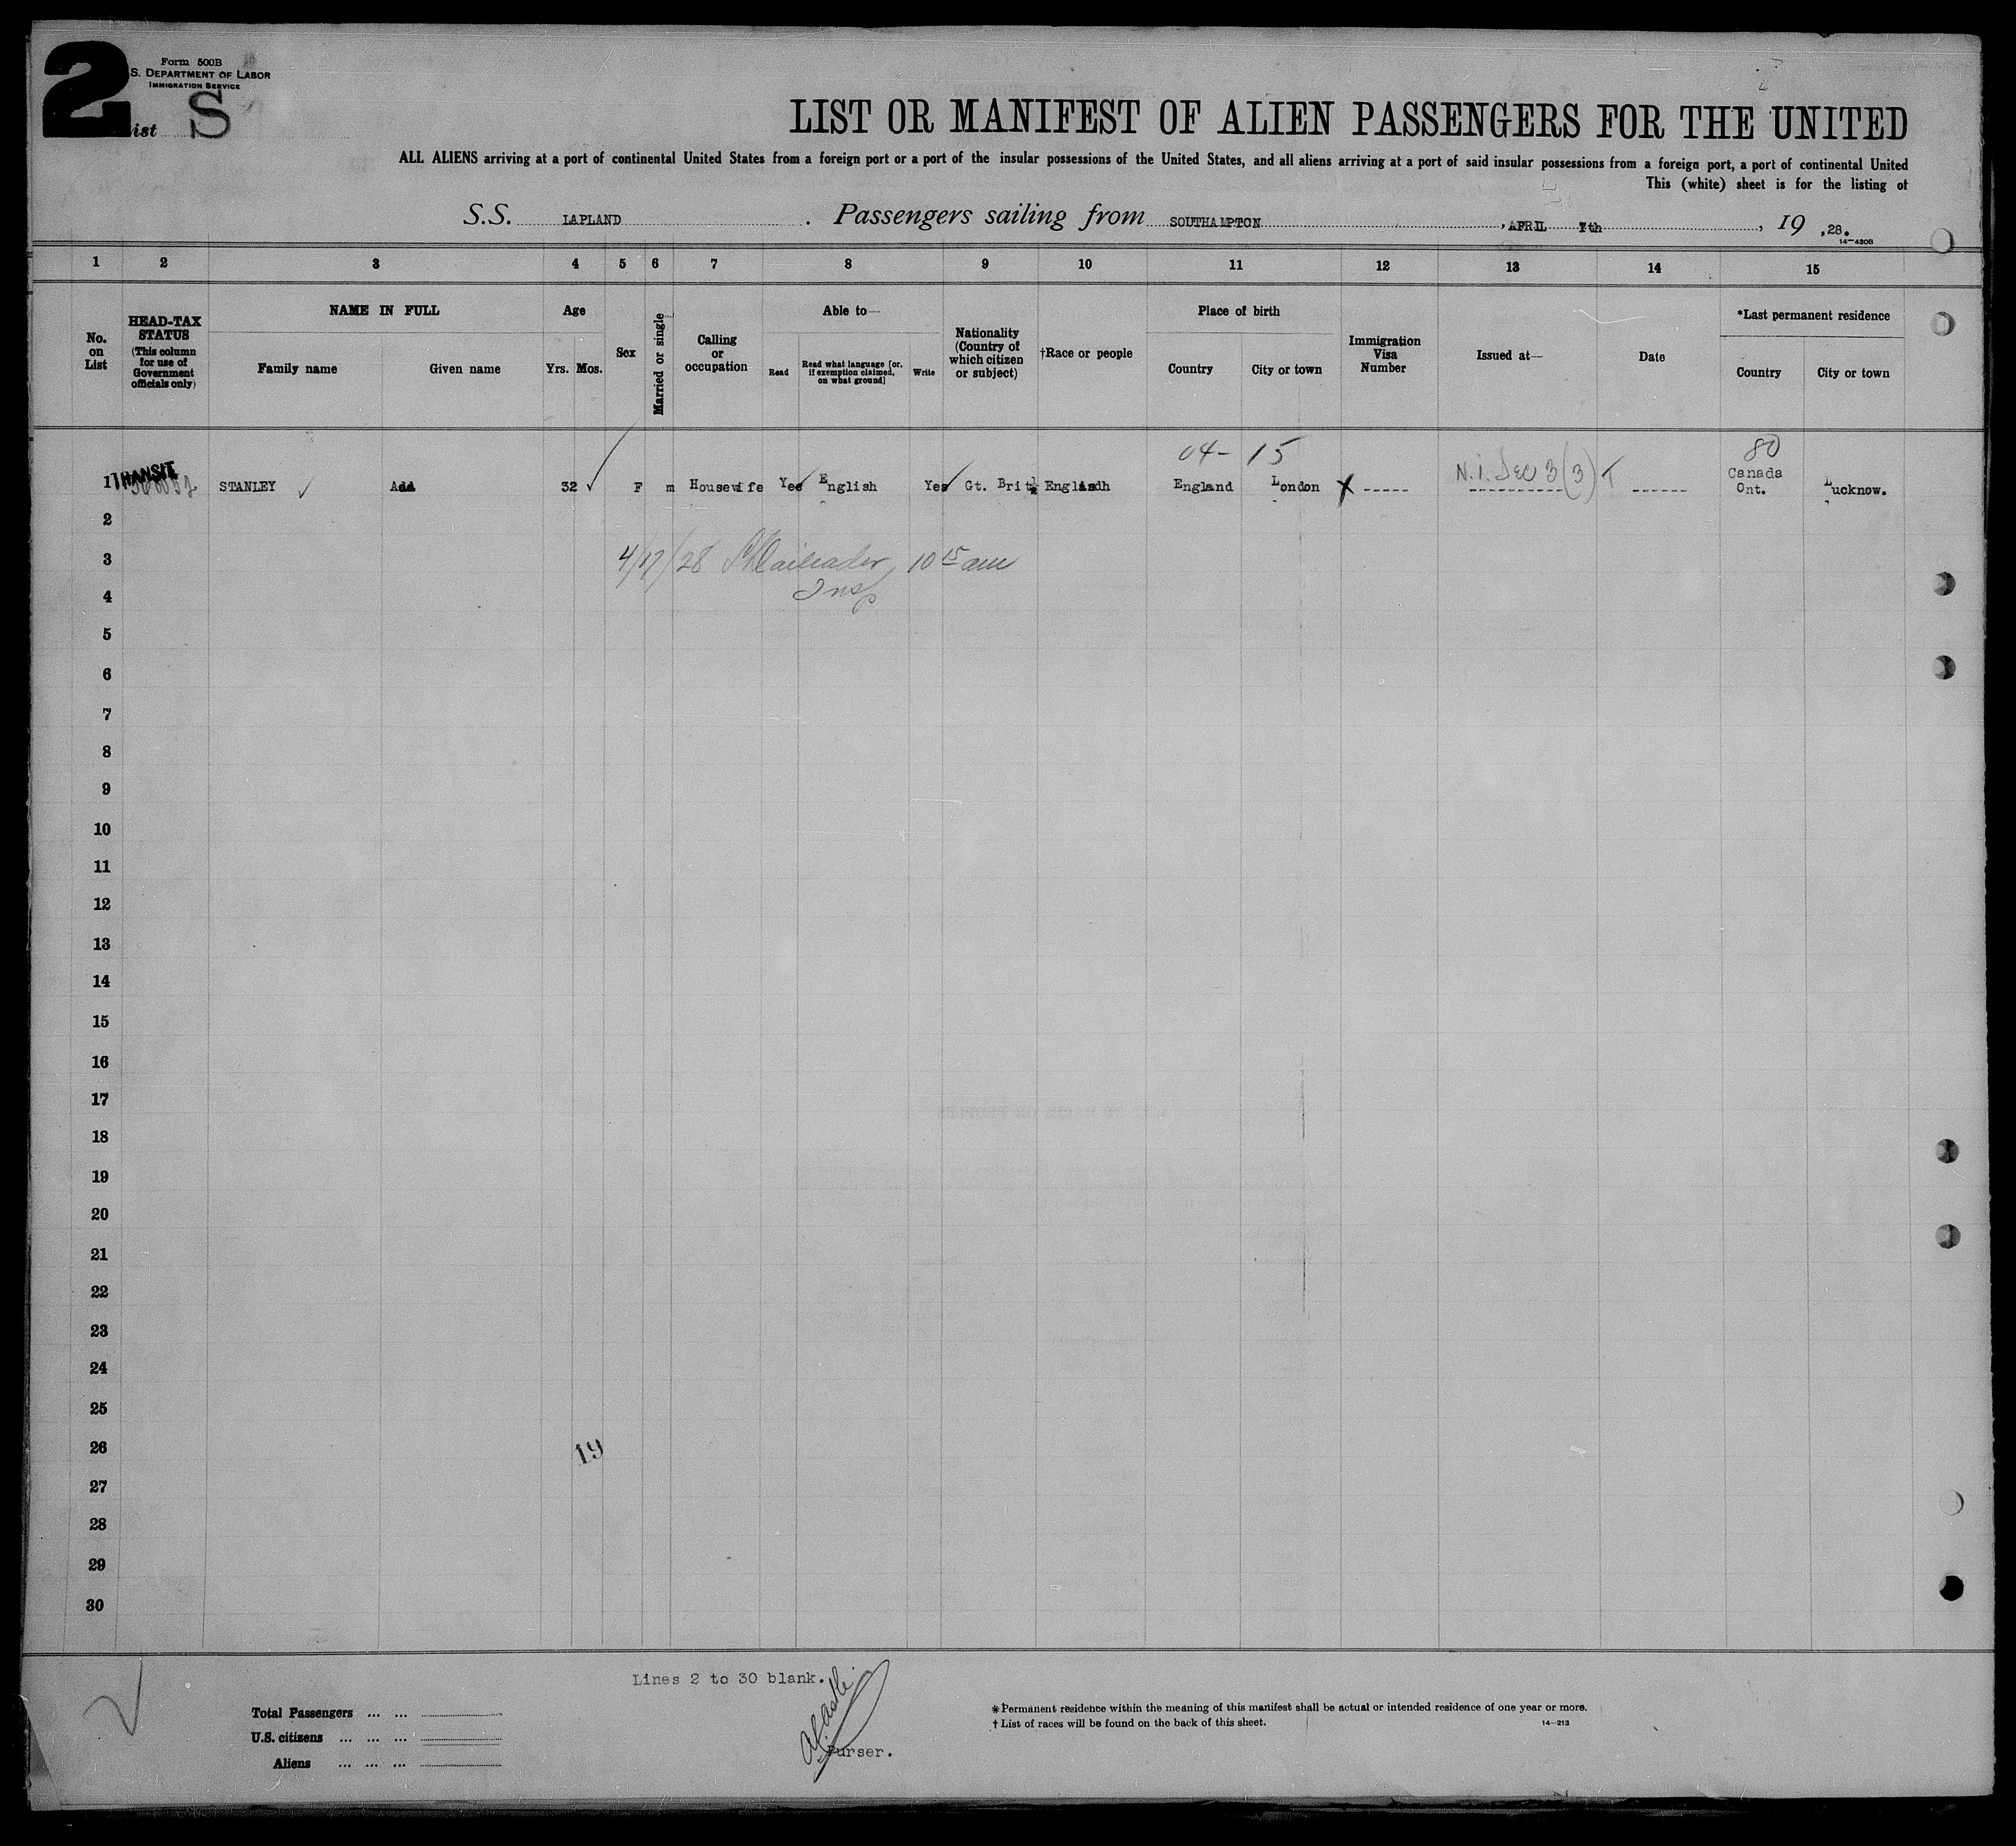 2
Form 500B
S. DEPARTMENT OF LABOR
IMMIGRATION SERVICE
ist S
LIST OR MANIFEST OF ALIEN PASSENGERS FOR THE UNITED
ALL ALIENS arriving at a port of continental United States from a foreign port or a port of the insular possessions of the United States, and all aliens arriving at a port of said insular possessions from a foreign port, a port of continental United
This (white) sheet is for the listing of
S.S. LAPLAND. Passengers sailing from SOUTHAMPTON, APRIL 7th, 19,28.
14—430B
1 2 3 4 5 6 7 8 9 10 11 12 13 14 15
No. on List
HEAD-TAX STATUS
(This column for use of Government officials only)
NAME IN FULL
Family name
Given name
Age
Yrs. Mos.
Sex
Married or single
Calling or occupation
Able to—
Read
Read what language [or, if exemption claimed, on what ground]
Write
Nationality (Country of which citizen or subject)
†Race or people
Place of birth
Country
City or town
Immigration Visa Number
Issued at—
Date
*Last permanent residence
Country
City or town
04- 15 80
1 TRANSIT STANLEY Ada 32 F m Housewife Yes English Yes Gt. Brit. English England London ----- N.I. Sec 3 (3) ------ Canada Ont. Lucknow.
2
3 4/17/28 10 15 am
4 Insp
5
6
7
8
9
10
11
12
13
14
15
16
17
18
19
20
21
22
23
24
25
26 19
27
28
29
30
Lines 2 to 30 blank.
Purser.
Total Passengers ... ...
U.S. citizens ... ... ...
Aliens ... ... ...
* Permanent residence within the meaning of this manifest shall be actual or intended residence of one year or more.
† List of races will be found on the back of this sheet.
14—213